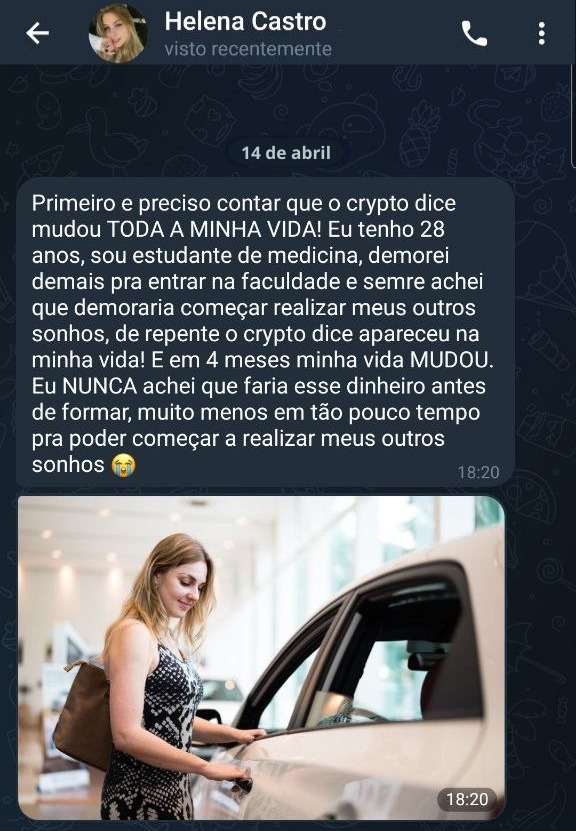 Helena Castro
visto recentemente
14 de abril
Primeiro e preciso contar que o crypto dice
mudou TODA A MINHA VIDA! Eu tenho 28
anos, sou estudante de medicina, demorei
demais pra entrar na faculdade e semre achei
que demoraria começar realizar meus outros
sonhos, de repente o crypto dice apareceu na
minha vida! E em 4 meses minha vida MUDOU.
Eu NUNCA achei que faria esse dinheiro antes
de formar, muito menos em tão pouco tempo
pra poder começar a realizar meus outros
sonhos 😭
18:20
18:20